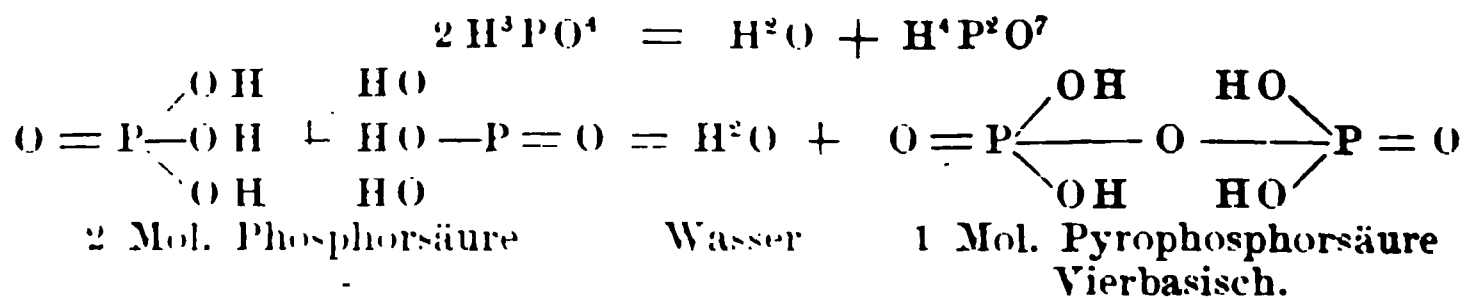 2 H³PO⁴ = H²O + H⁴P²O⁷
OH HO OH HO
O = P—OH + HO—P = O = H²O + O = P—O—P = O
OH HO OH HO
2 Mol. Phosphorsäure Wasser 1 Mol. Pyrophosphorsäure
Vierbasisch.